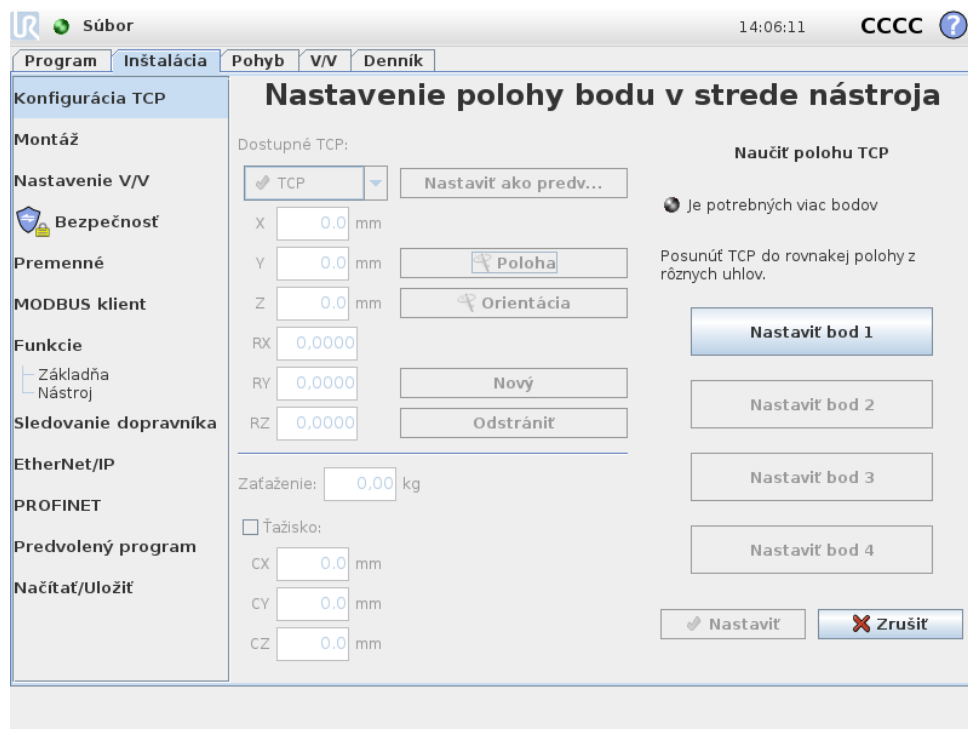 UR Súbor 14:06:11 CCCC ?
Program Inštalácia Pohyb V/V Denník
Konfigurácia TCP
Montáž
Nastavenie V/V
Bezpečnosť
Premenné
MODBUS klient
Funkcie
Základňa
Nástroj
Sledovanie dopravníka
EtherNet/IP
PROFINET
Predvolený program
Načítať/Uložiť
Nastavenie polohy bodu v strede nástroja
Dostupné TCP:
TCP Nastaviť ako predv...
X 0.0 mm
Y 0.0 mm Poloha
Z 0.0 mm Orientácia
RX 0,0000
RY 0,0000 Nový
RZ 0,0000 Odstrániť
Zaťaženie: 0,00 kg
Ťažisko:
CX 0.0 mm
CY 0.0 mm
CZ 0.0 mm
Naučiť polohu TCP
Je potrebných viac bodov
Posunúť TCP do rovnakej polohy z
rôznych uhlov.
Nastaviť bod 1
Nastaviť bod 2
Nastaviť bod 3
Nastaviť bod 4
Nastaviť Zrušiť